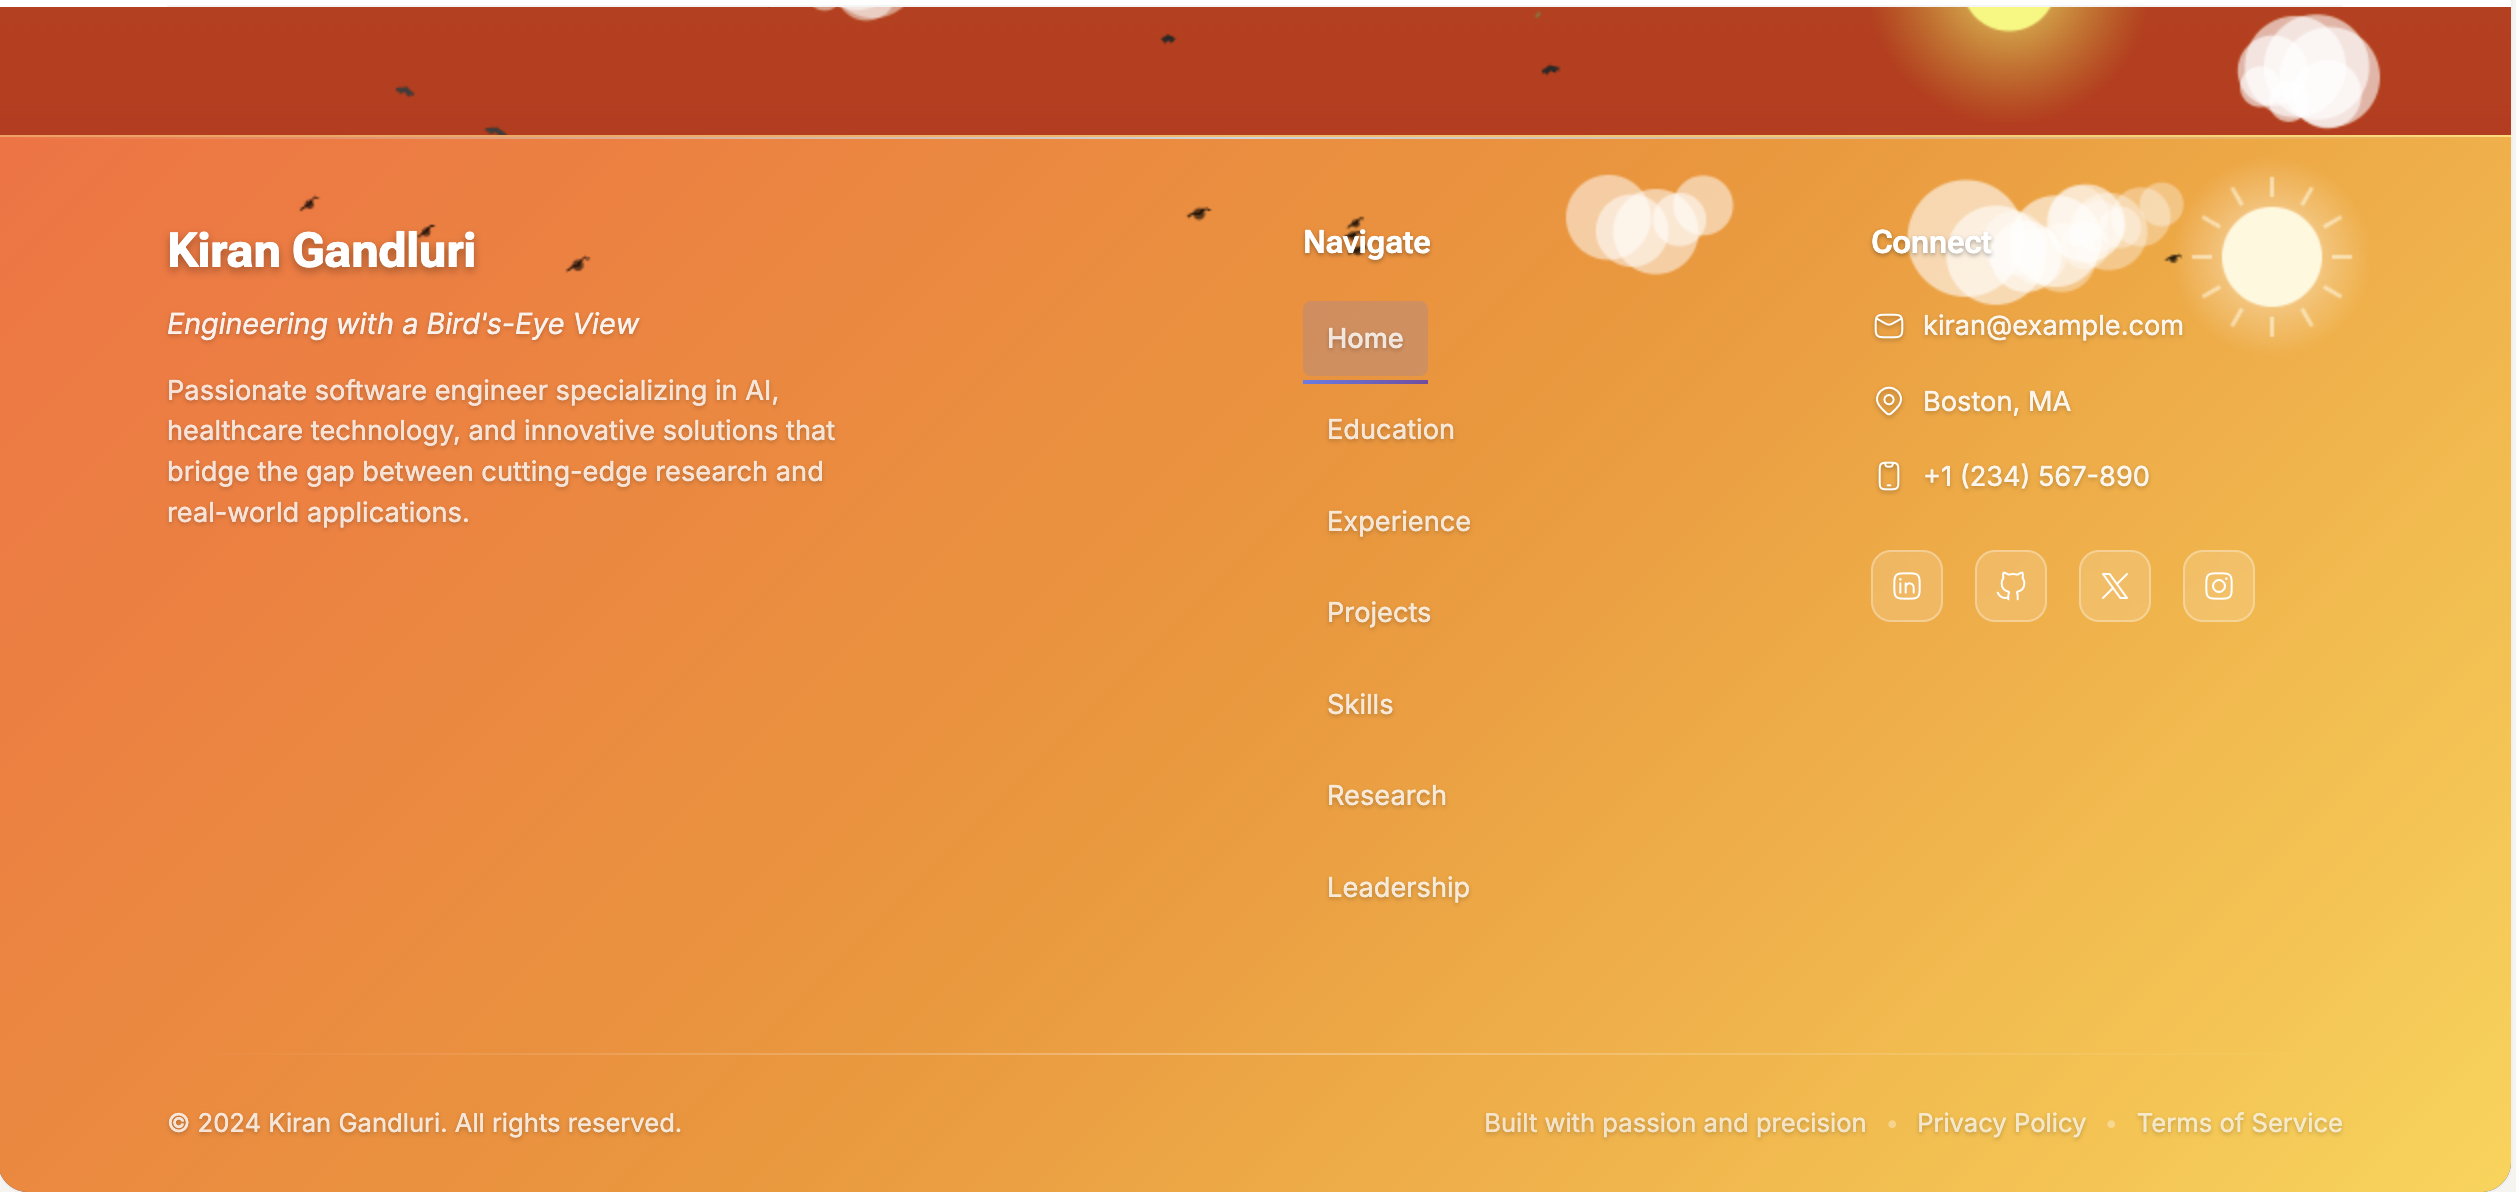 Kiran Gandluri
Engineering with a Bird's-Eye View
Passionate software engineer specializing in AI,
healthcare technology, and innovative solutions that
bridge the gap between cutting-edge research and
real-world applications.
Navigate
Home
Education
Experience
Projects
Skills
Research
Leadership
Connect
kiran@example.com
Boston, MA
+1 (234) 567-890
in
© 2024 Kiran Gandluri. All rights reserved.
Built with passion and precision • Privacy Policy • Terms of Service